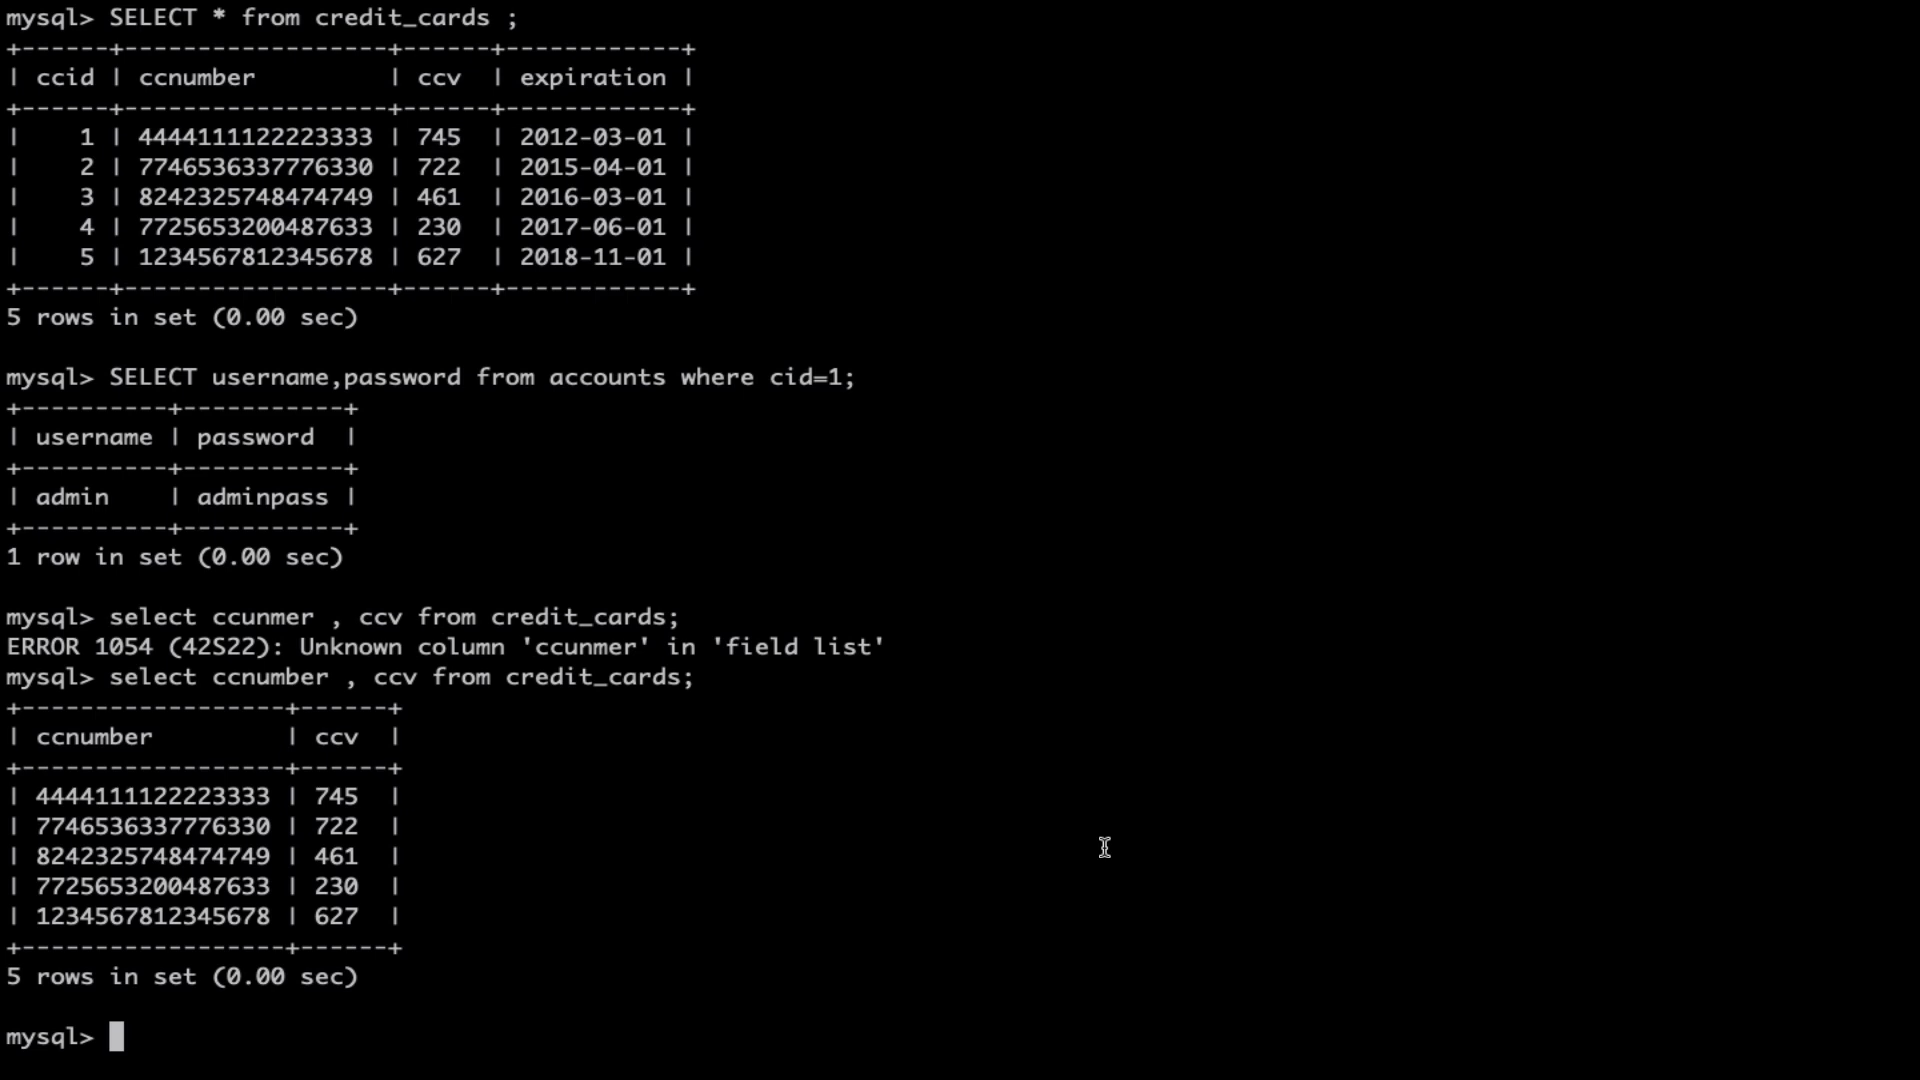 mysql> SELECT * from credit_cards ;
+------+------------------+------+------------+
| ccid | ccnumber         | ccv  | expiration |
+------+------------------+------+------------+
|    1 | 4444111122223333 | 745  | 2012-03-01 |
|    2 | 7746536337776330 | 722  | 2015-04-01 |
|    3 | 8242325748474749 | 461  | 2016-03-01 |
|    4 | 7725653200487633 | 230  | 2017-06-01 |
|    5 | 1234567812345678 | 627  | 2018-11-01 |
+------+------------------+------+------------+
5 rows in set (0.00 sec)

mysql> SELECT username,password from accounts where cid=1;
+----------+-----------+
| username | password  |
+----------+-----------+
| admin    | adminpass |
+----------+-----------+
1 row in set (0.00 sec)

mysql> select ccunmer , ccv from credit_cards;
ERROR 1054 (42S22): Unknown column 'ccunmer' in 'field list'
mysql> select ccnumber , ccv from credit_cards;
+------------------+------+
| ccnumber         | ccv  |
+------------------+------+
| 4444111122223333 | 745  |
| 7746536337776330 | 722  |
| 8242325748474749 | 461  |
| 7725653200487633 | 230  |
| 1234567812345678 | 627  |
+------------------+------+
5 rows in set (0.00 sec)

mysql>